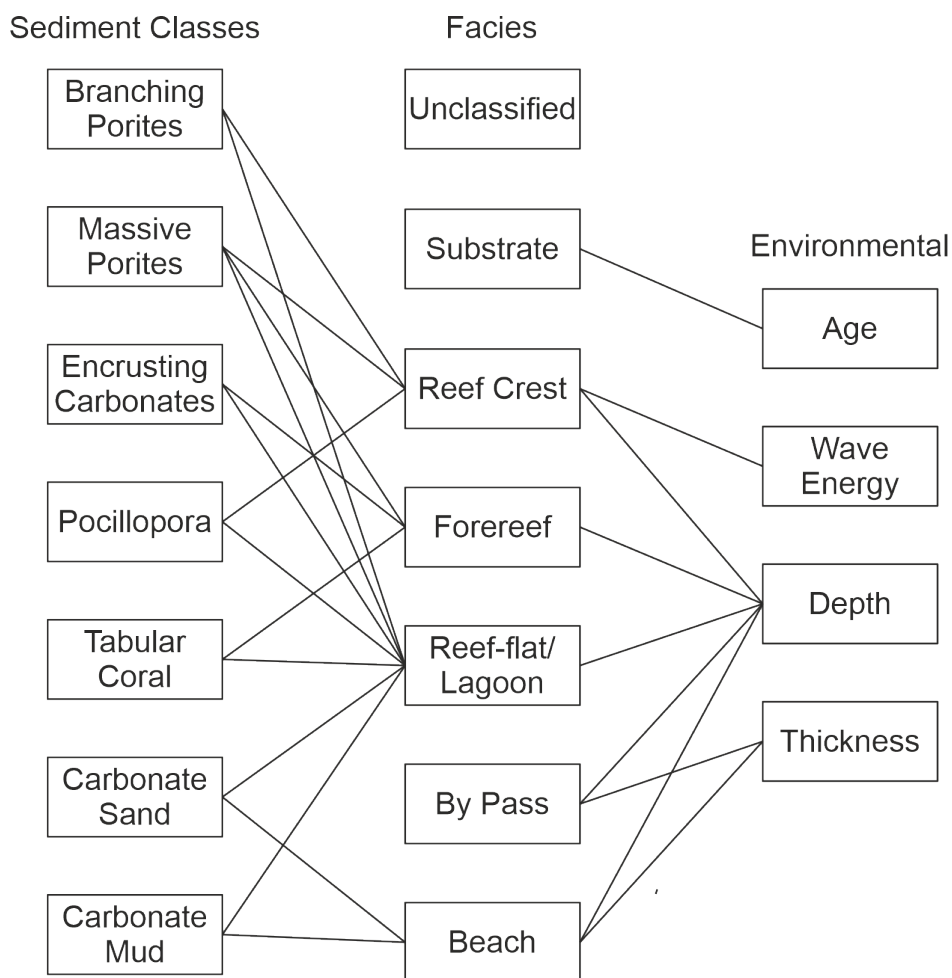 Sediment Classes
Branching
Porites
Massive
Porites
Encrusting
Carbonates
Pocillopora
Tabular
Coral
Carbonate
Sand
Carbonate
Mud
Facies
Unclassified
Substrate
Reef Crest
Forereef
Reef-flat/
Lagoon
By Pass
Beach
Environmental
Age
Wave
Energy
Depth
Thickness